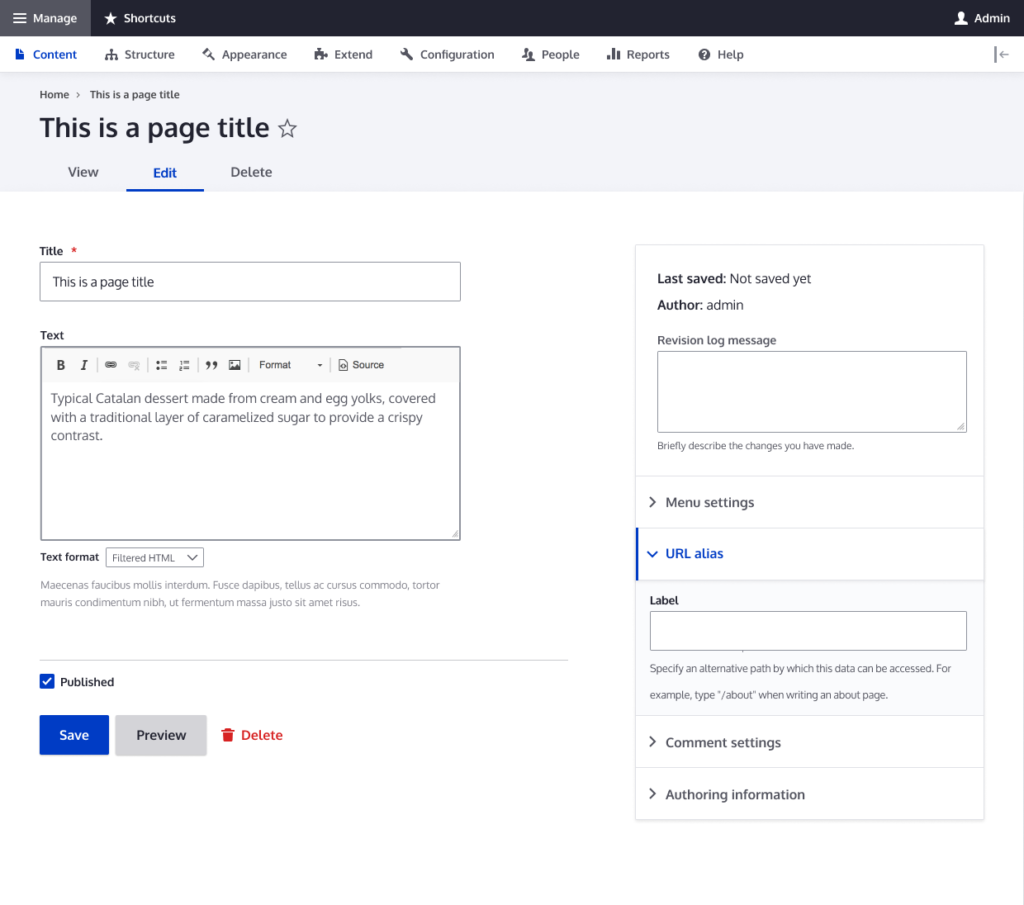 Manage Shortcuts Admin
Content Structure Appearance Extend Configuration People Reports Help
Home › This is a page title
This is a page title
View Edit Delete
Title *
This is a page title
Text
B I Format Source
Typical Catalan dessert made from cream and egg yolks, covered
with a traditional layer of caramelized sugar to provide a crispy
contrast.
Text format Filtered HTML
Maecenas faucibus mollis interdum. Fusce dapibus, tellus ac cursus commodo, tortor
mauris condimentum nibh, ut fermentum massa justo sit amet risus.
Published
Save Preview Delete
Last saved: Not saved yet
Author: admin
Revision log message
Briefly describe the changes you have made.
Menu settings
URL alias
Label
Specify an alternative path by which this data can be accessed. For
example, type "/about" when writing an about page.
Comment settings
Authoring information